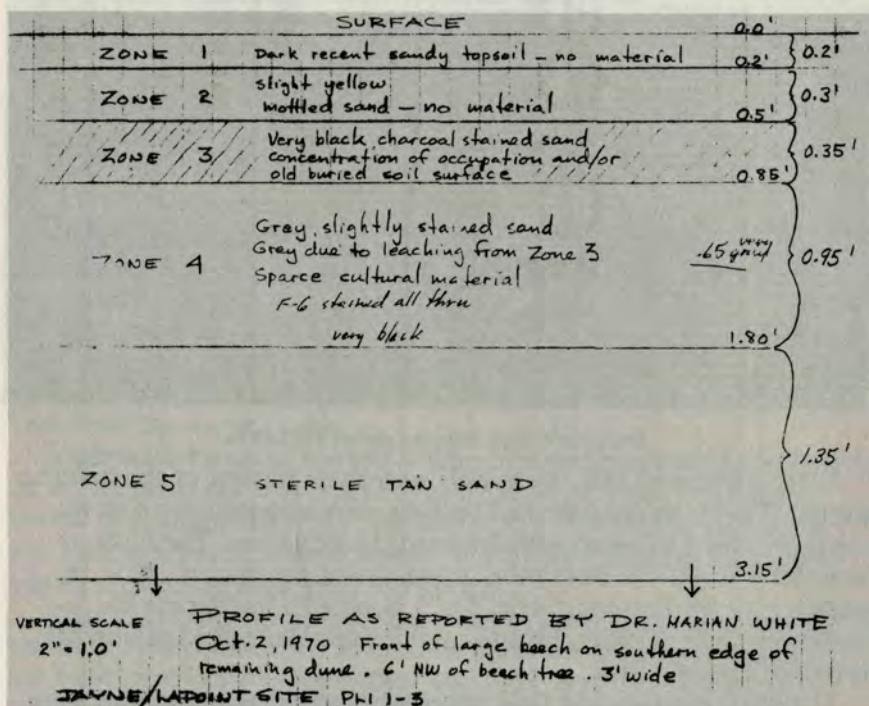 SURFACE 0.0'
ZONE 1 Dark recent sandy topsoil – no material 0.2' 0.2'
slight yellow
ZONE 2 mottled sand – no material 0.5' 0.3'
Very black charcoal stained sand
ZONE 3 concentration of occupation and/or 0.35'
old buried soil surface 0.85'
Grey, slightly stained sand
Grey due to leaching from Zone 3 .65 0.95'
ZONE 4 Sparce cultural material
F-6 stained all thru
very black 1.80'
1.35'
ZONE 5 STERILE TAN SAND
3.15'
VERTICAL SCALE PROFILE AS REPORTED BY DR. MARIAN WHITE
2" = 1.0' Oct. 2, 1970 Front of large beech on southern edge of
remaining dune. 6' NW of beech tree. 3' wide
JAYNE/LAPOINT SITE PHI 1-3